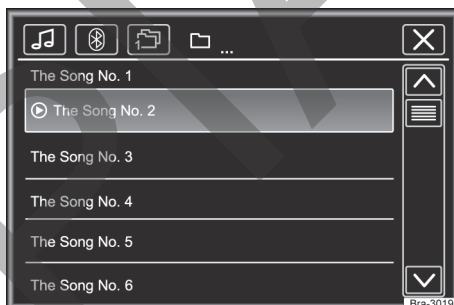 ...
The Song No. 1
The Song No. 2
The Song No. 3
The Song No. 4
The Song No. 5
The Song No. 6
Bra-3019